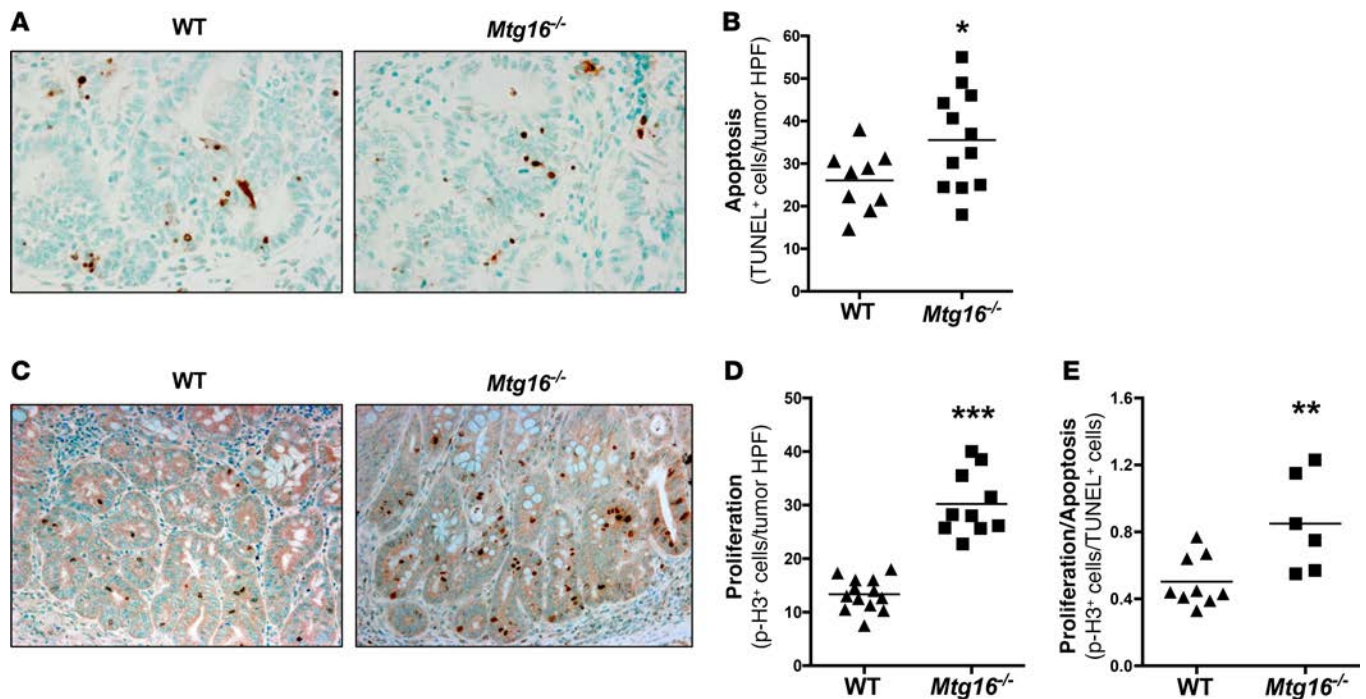 A
WT
Mtg16-/-
B
*
Apoptosis
(TUNEL+ cells/tumor HPF)
60
50
40
30
20
10
0
WT
Mtg16-/-
C
WT
Mtg16-/-
D
***
Proliferation
(p-H3+ cells/tumor HPF)
50
40
30
20
10
0
WT
Mtg16-/-
E
**
Proliferation/Apoptosis
(p-H3+ cells/TUNEL+ cells)
1.6
1.2
0.8
0.4
0.0
WT
Mtg16-/-